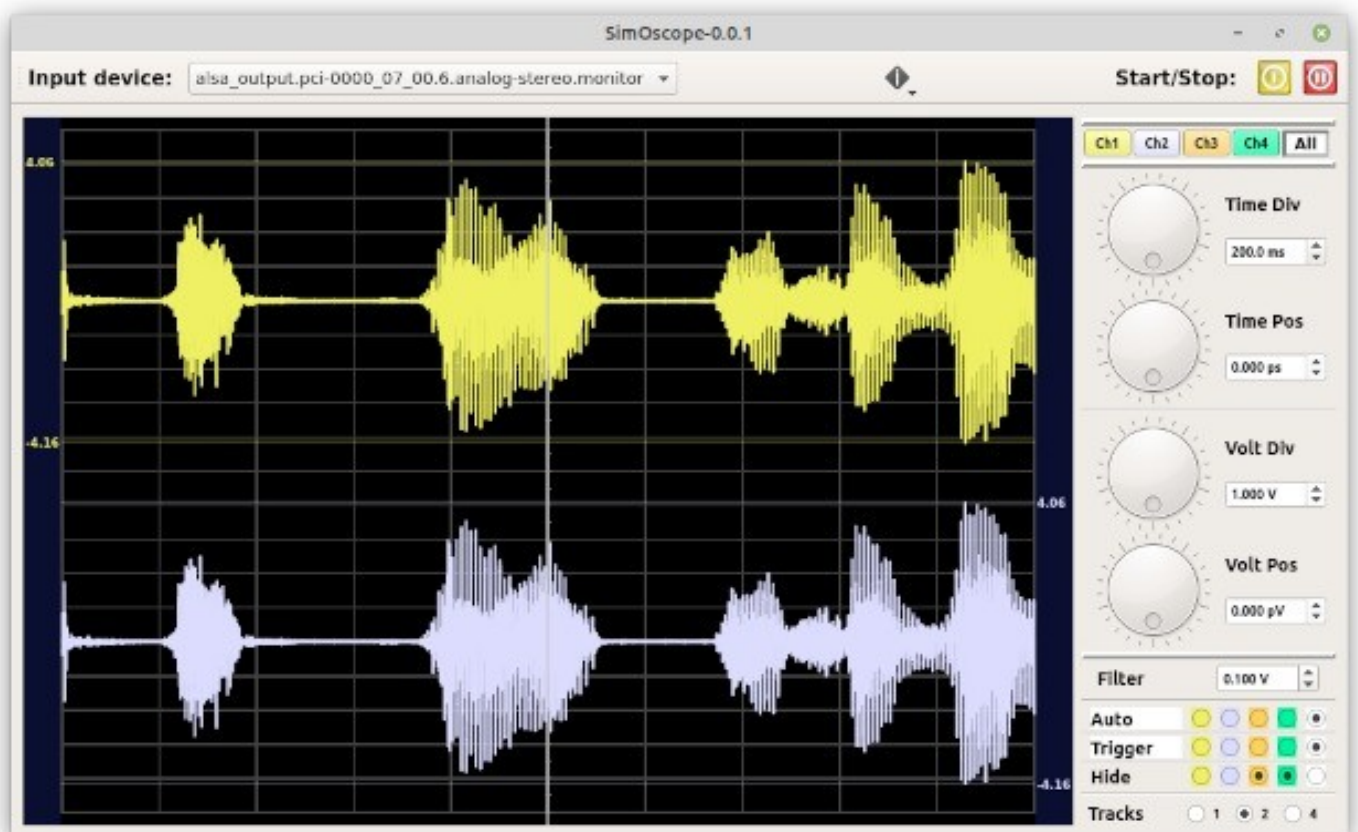 SimOscope-0.0.1
Input device: alsa_output.pci-0000_07_00.6.analog-stereo.monitor Start/Stop:
Ch1 Ch2 Ch3 Ch4 All
4.06
Time Div
200.0 ms
Time Pos
0.000 ps
-4.16
Volt Div
1.000 V
4.06
Volt Pos
0.000 pV
Filter 0.100 V
Auto
Trigger
Hide
-4.16
Tracks 1 2 4